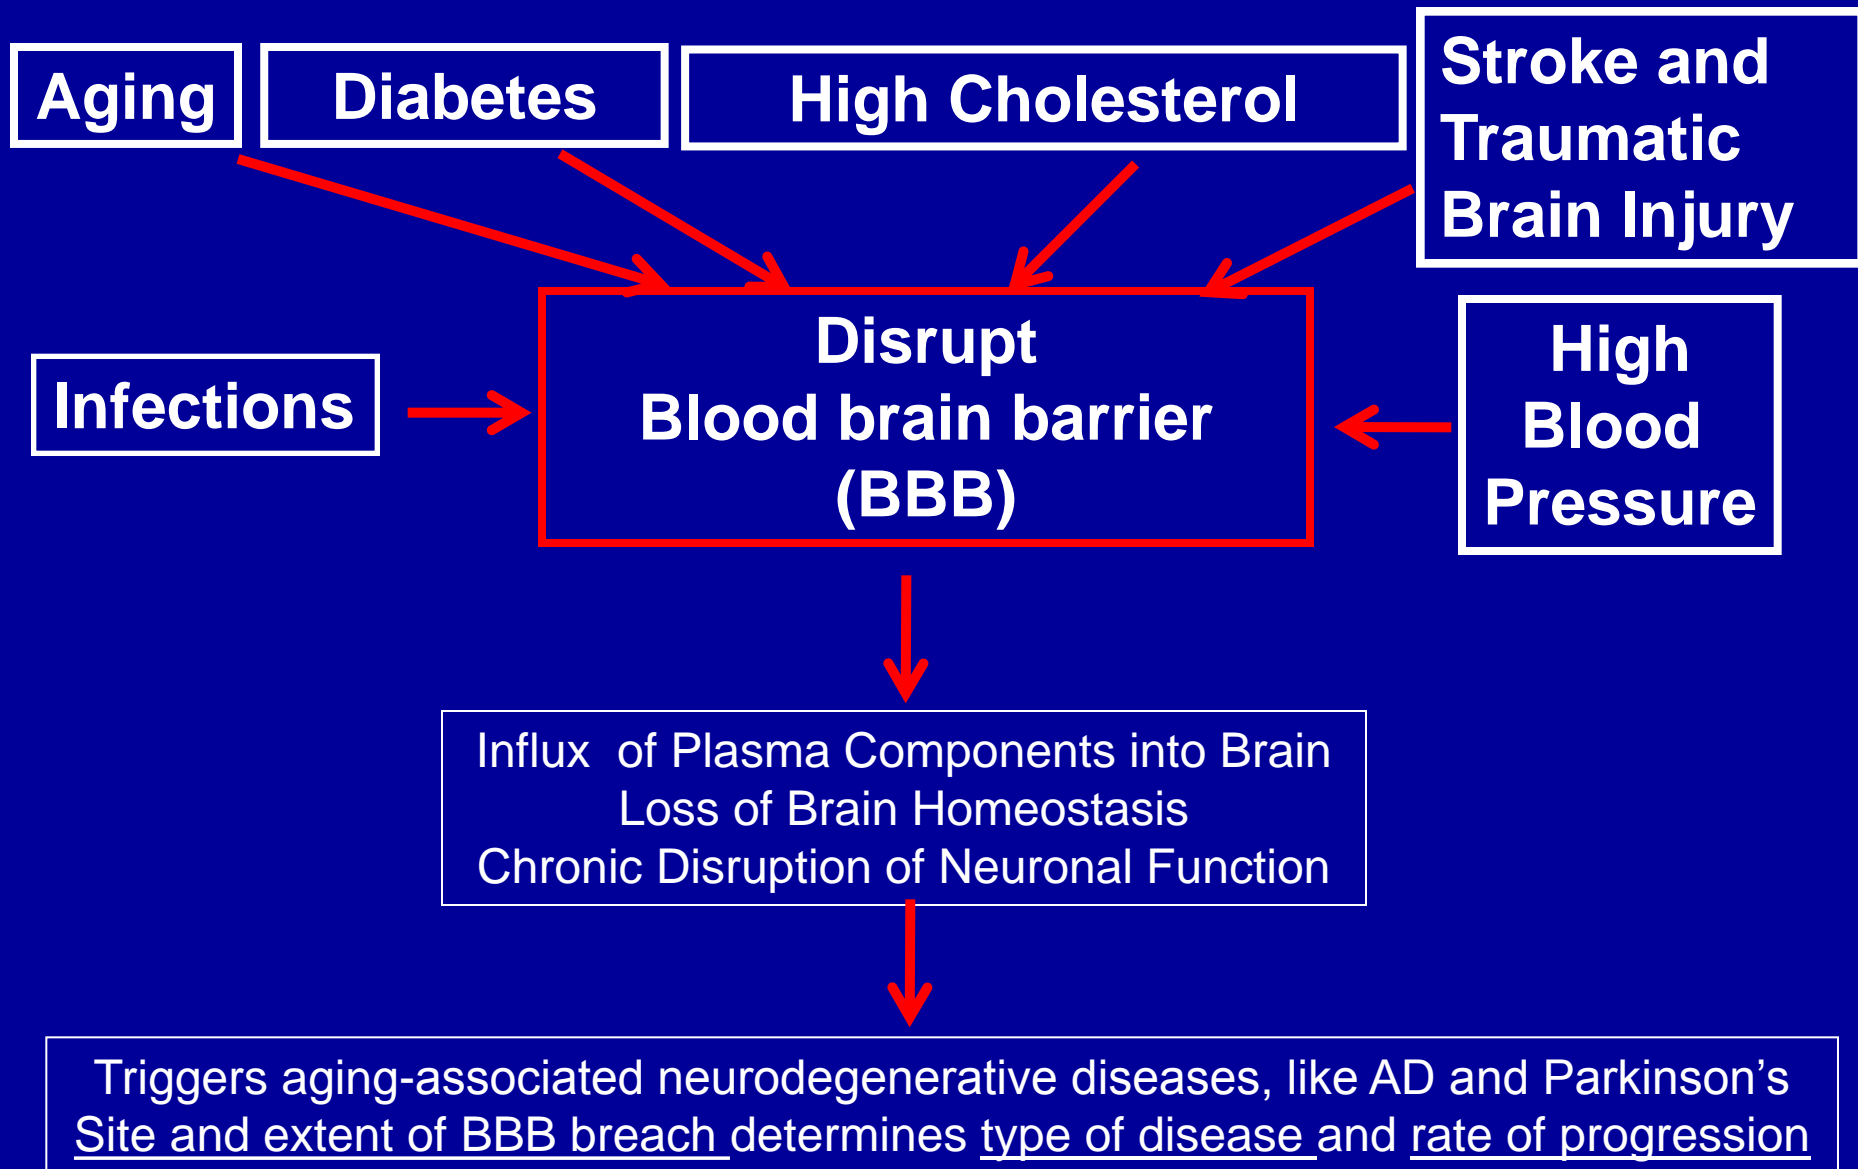 Aging
Diabetes
High Cholesterol
Stroke and
Traumatic
Brain Injury
Infections
Disrupt
Blood brain barrier
(BBB)
High
Blood
Pressure
Influx  of Plasma Components into Brain
Loss of Brain Homeostasis
Chronic Disruption of Neuronal Function
Triggers aging-associated neurodegenerative diseases, like AD and Parkinson’s
Site and extent of BBB breach determines type of disease and rate of progression